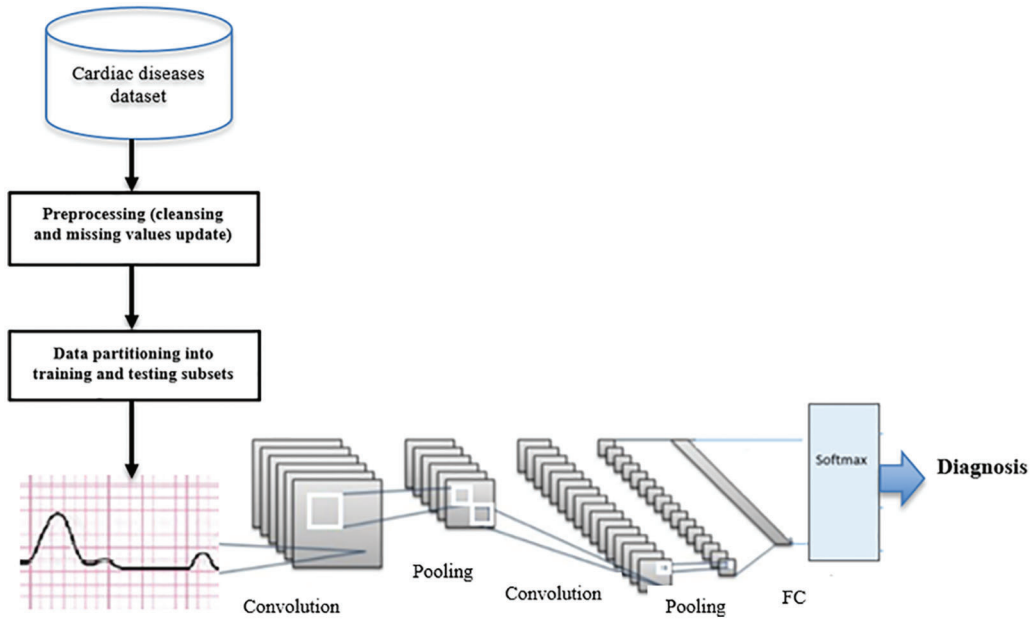 Cardiac diseases
dataset
Preprocessing (cleansing
and missing values update)
Data partitioning into
training and testing subsets
Convolution
Pooling
Convolution
Pooling
FC
Softmax
Diagnosis